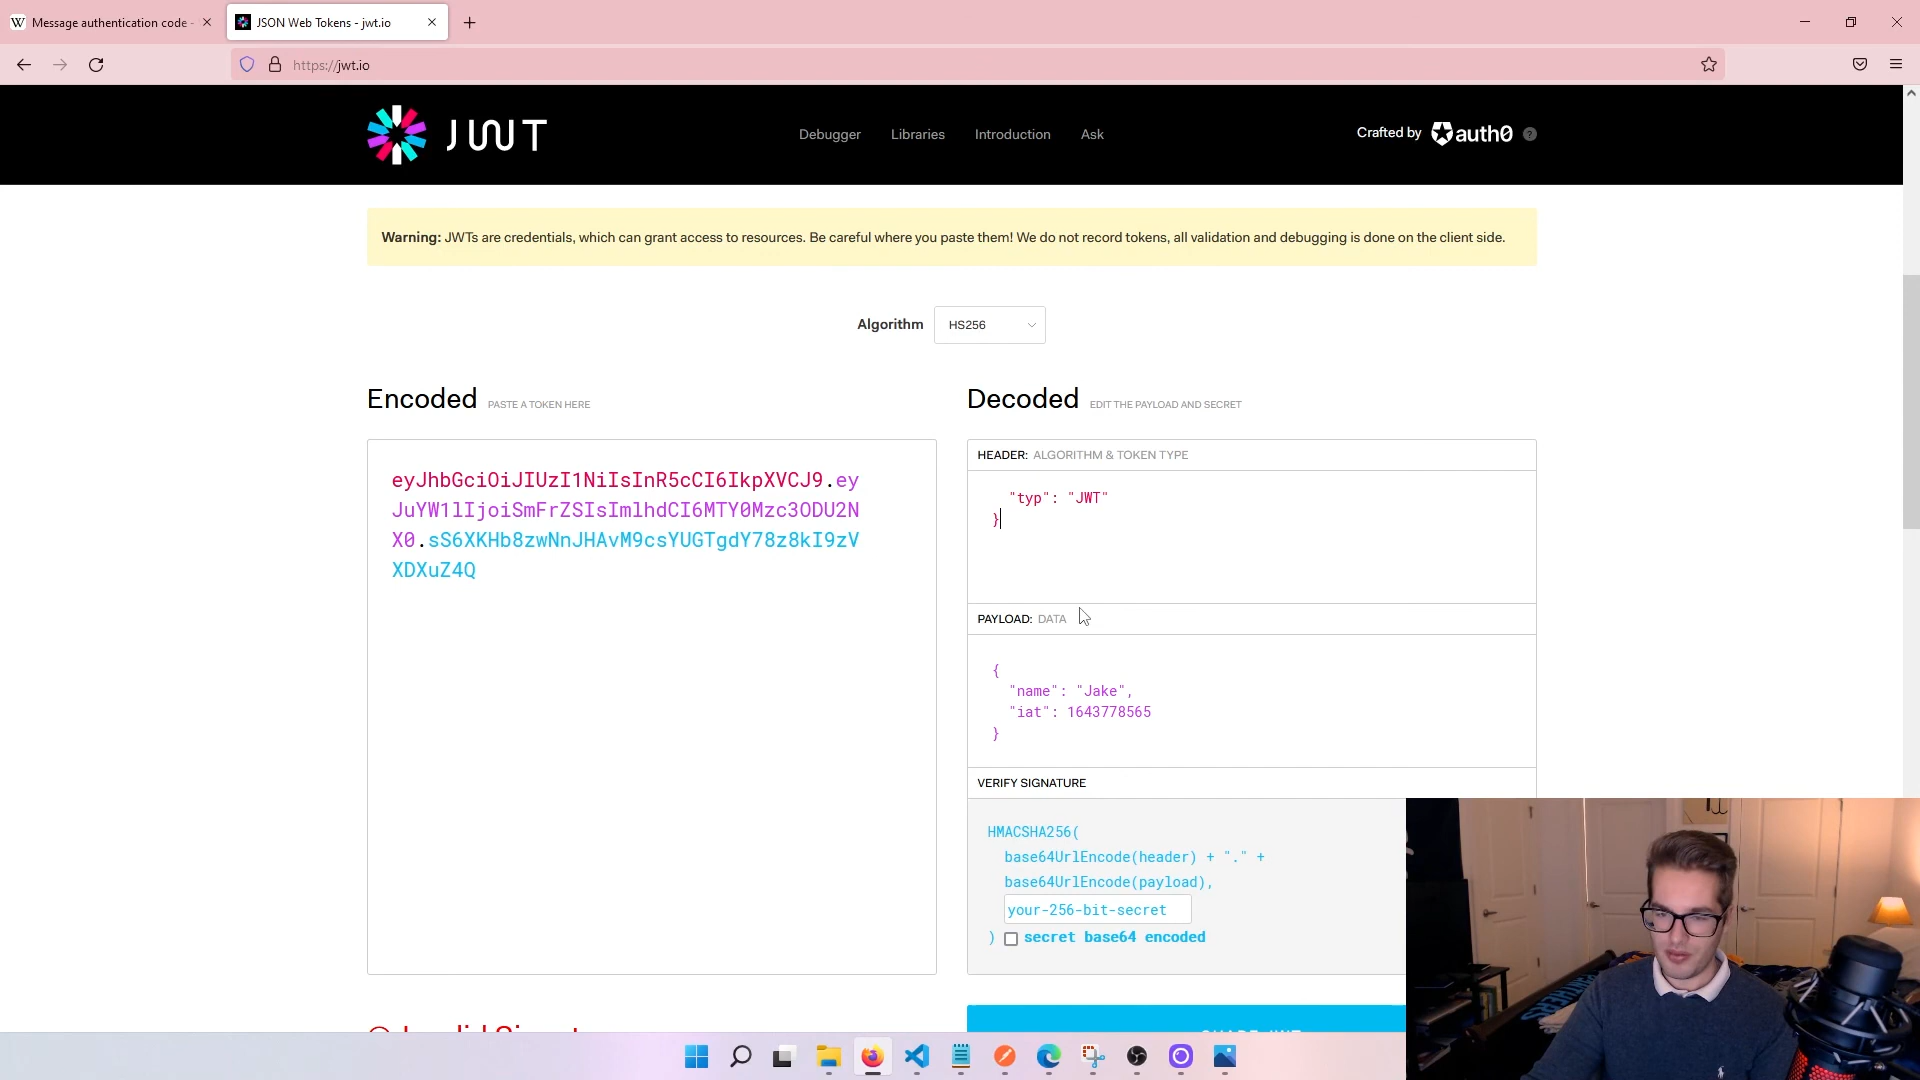 Message authentication code -
JSON Web Tokens - jwt.io
https://jwt.io
JWT
Debugger
Libraries
Introduction
Ask
Crafted by auth0
?
Warning: JWTs are credentials, which can grant access to resources. Be careful where you paste them! We do not record tokens, all validation and debugging is done on the client side.
Algorithm HS256
Encoded PASTE A TOKEN HERE
Decoded EDIT THE PAYLOAD AND SECRET
eyJhbGciOiJIUzI1NiIsInR5cCI6IkpXVCJ9.ey
JuYW1lIjoiSmFrZSIsImlhdCI6MTY0Mzc3ODU2N
X0.sS6XKHb8zwNnJHAvM9csYUGTgdY78z8kI9zV
XDXuZ4Q
HEADER: ALGORITHM & TOKEN TYPE
"typ": "JWT"
}
PAYLOAD: DATA
{
"name": "Jake",
"iat": 1643778565
}
VERIFY SIGNATURE
HMACSHA256(
base64UrlEncode(header) + "." +
base64UrlEncode(payload),
your-256-bit-secret
) secret base64 encoded